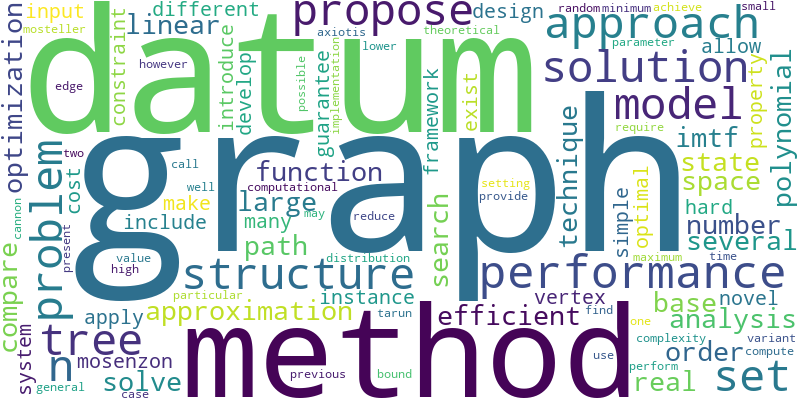 input
mosteller
different
linear
constraint
introduce
develop
propose
axiotis
however
edge
possible
lower
theoretical
implementation
guarantee
design
random
minimum
achieve
small
parameter
approach
allow
optimization
datum
solution
model
exist
framework
property
polynomial
require
imtf
technique
state
space
problem
two
cost
call
well
function
computational
setting
provide
make
large
may
reduce
search
simple
optimal
hard
number
several
cannon
present
include
many
path
graph
compare
value
high
structure
distribution
performance
maximum
time
particular
instance
vertex
find
base
novel
system
apply
approximation
tarun
efficient
one
analysis
tree
n
mosenzon
method
use
order
complexity
variant
compute
general
case
solve
previous
bound
real
perform
set